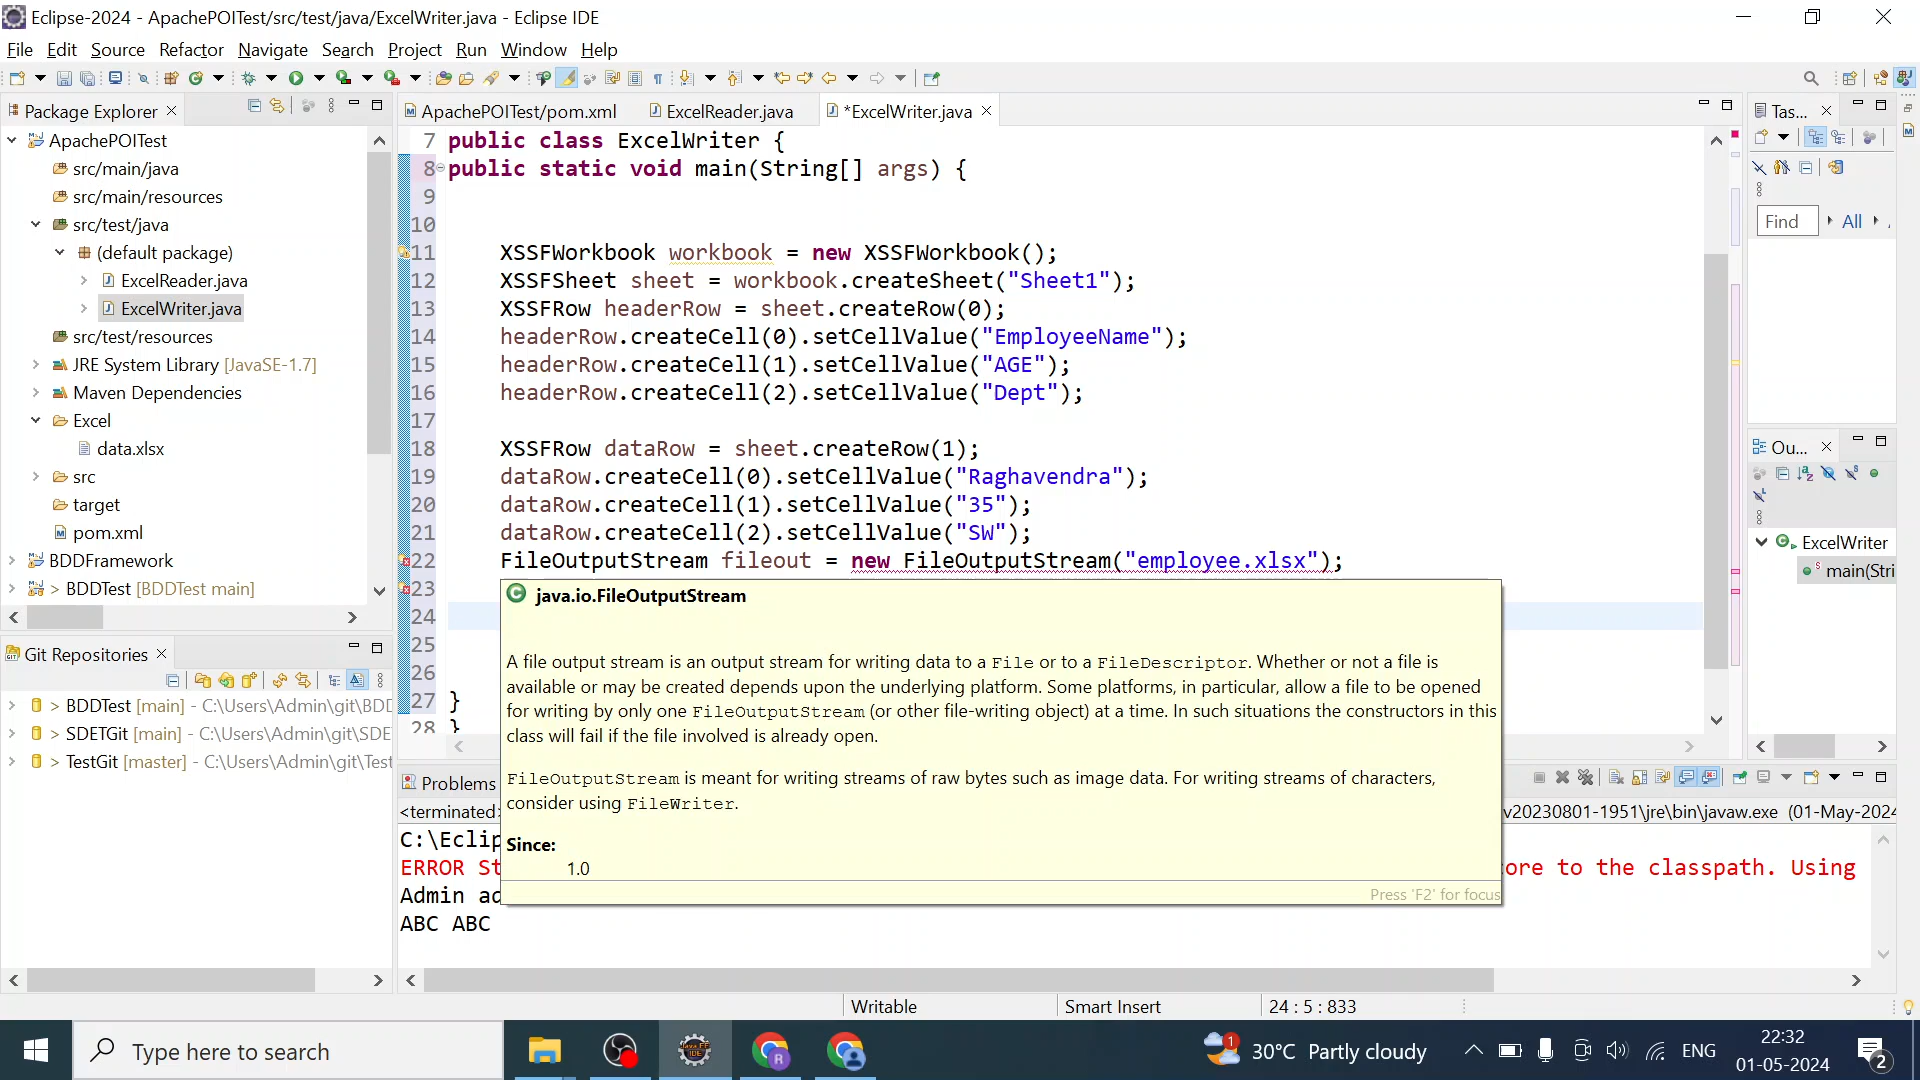 Eclipse-2024 - ApachePOITest/src/test/java/ExcelWriter.java - Eclipse IDE
File Edit Source Refactor Navigate Search Project Run Window Help
Package Explorer
ApachePOITest
src/main/java
src/main/resources
src/test/java
(default package)
ExcelReader.java
ExcelWriter.java
src/test/resources
JRE System Library [JavaSE-1.7]
Maven Dependencies
Excel
data.xlsx
src
target
pom.xml
BDDFramework
> BDDTest [BDDTest main]
Git Repositories
> BDDTest [main] - C:\Users\Admin\git\BDD
> SDETGit [main] - C:\Users\Admin\git\SDE
> TestGit [master] - C:\Users\Admin\git\Test
ApachePOITest/pom.xml ExcelReader.java *ExcelWriter.java
7 public class ExcelWriter {
8 public static void main(String[] args) {
9
10
11 XSSFWorkbook workbook = new XSSFWorkbook();
12 XSSFSheet sheet = workbook.createSheet("Sheet1");
13 XSSFRow headerRow = sheet.createRow(0);
14 headerRow.createCell(0).setCellValue("EmployeeName");
15 headerRow.createCell(1).setCellValue("AGE");
16 headerRow.createCell(2).setCellValue("Dept");
17
18 XSSFRow dataRow = sheet.createRow(1);
19 dataRow.createCell(0).setCellValue("Raghavendra");
20 dataRow.createCell(1).setCellValue("35");
21 dataRow.createCell(2).setCellValue("SW");
22 FileOutputStream fileout = new FileOutputStream("employee.xlsx");
23
24
25
26
27 }
28 }
java.io.FileOutputStream
A file output stream is an output stream for writing data to a File or to a FileDescriptor. Whether or not a file is
available or may be created depends upon the underlying platform. Some platforms, in particular, allow a file to be opened
for writing by only one FileOutputStream (or other file-writing object) at a time. In such situations the constructors in this
class will fail if the file involved is already open.
FileOutputStream is meant for writing streams of raw bytes such as image data. For writing streams of characters,
consider using FileWriter.
Since:
1.0
Press 'F2' for focus
Problems
<terminated> v20230801-1951\jre\bin\javaw.exe (01-May-2024
C:\Eclip
ERROR St ore to the classpath. Using
Admin ad
ABC ABC
Tas...
Find All
Ou...
ExcelWriter
main(Stri
Writable Smart Insert 24 : 5 : 833
Type here to search
1 30°C Partly cloudy ENG
22:32
01-05-2024
2